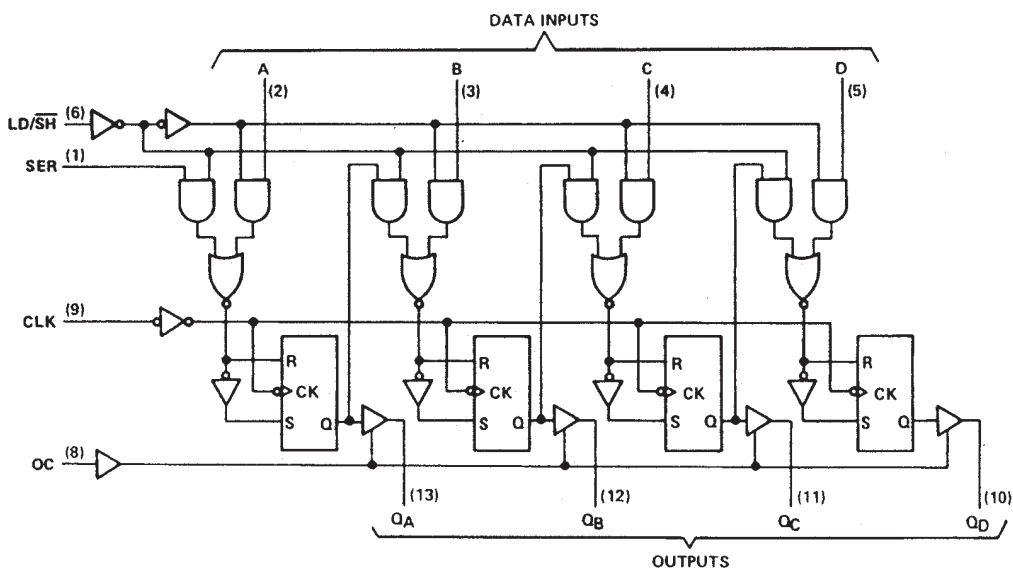 DATA INPUTS
A B C D
(2) (3) (4) (5)
LD/S̅H̅ (6)
SER (1)
CLK (9)
R R R R
CK CK CK CK
S Q S Q S Q S Q
OC (8)
(13) (12) (11) (10)
QA QB QC QD
OUTPUTS